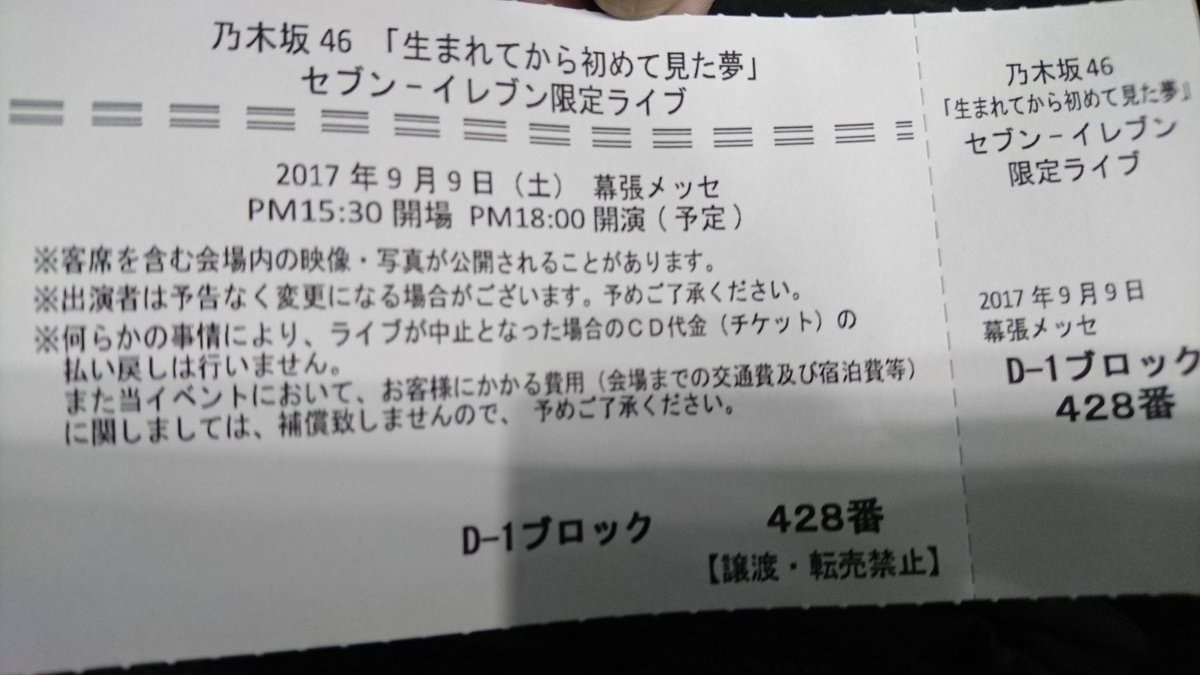 乃木坂46 「生まれてから初めて見た夢」
セブン－イレブン限定ライブ
2017年9月9日（土） 幕張メッセ
PM15:30開場 PM18:00開演(予定)
※客席を含む会場内の映像・写真が公開されることがあります。
※出演者は予告なく変更になる場合がございます。予めご了承ください。
※何らかの事情により、ライブが中止となった場合のＣＤ代金（チケット）の
払い戻しは行いません。
また当イベントにおいて、お客様にかかる費用（会場までの交通費及び宿泊費等）
に関しましては、補償致しませんので、 予めご了承ください。
D-1ブロック 428番
【譲渡・転売禁止】
乃木坂46
「生まれてから初めて見た夢」
セブン－イレブン
限定ライブ
2017年9月9日
幕張メッセ
D-1ブロック
428番